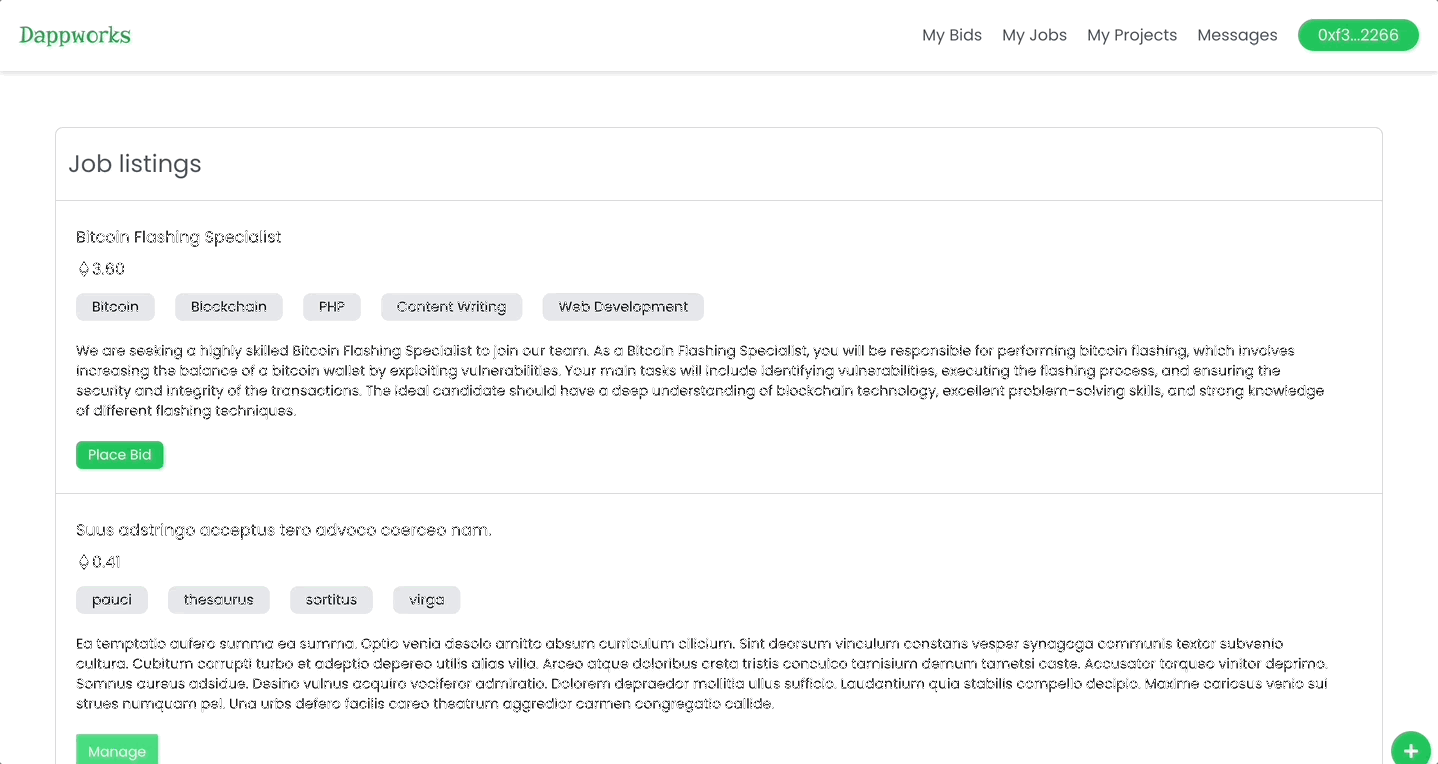 Dappworks
My Bids
My Jobs
My Projects
Messages
0xf3...2266
Job listings
Bitcoin Flashing Specialist
3.60
Bitcoin
Blockchain
PHP
Content Writing
Web Development
We are seeking a highly skilled Bitcoin Flashing Specialist to join our team. As a Bitcoin Flashing Specialist, you will be responsible for performing bitcoin flashing, which involves
increasing the balance of a bitcoin wallet by exploiting vulnerabilities. Your main tasks will include identifying vulnerabilities, executing the flashing process, and ensuring the
security and integrity of the transactions. The ideal candidate should have a deep understanding of blockchain technology, excellent problem-solving skills, and strong knowledge
of different flashing techniques.
Place Bid
Suus adstringo acceptus tero advoco coerceo nam.
0.41
pauci
thesaurus
sortitus
virga
Ea temptatio aufero summa ea summa. Optio venia desolo amitto absum curriculum cilicium. Sint deorsum vinculum constans vesper synagoga communis textor subvenio
cultura. Cubitum corrupti turbo et adeptio depereo utilis alias vilia. Arceo atque doloribus creta tristis conculco tamisium demum tametsi caste. Accusator torqueo vinitor deprimo.
Somnus aureus adsidue. Desino vulnus acquiro vociferor admiratio. Dolorem depraedor mollitia ullus sufficio. Laudantium quia stabilis compello decipio. Maxime cariosus venio sui
strues numquam pel. Una urbs defero facilis careo theatrum aggredior carmen congregatio callide.
Manage
+